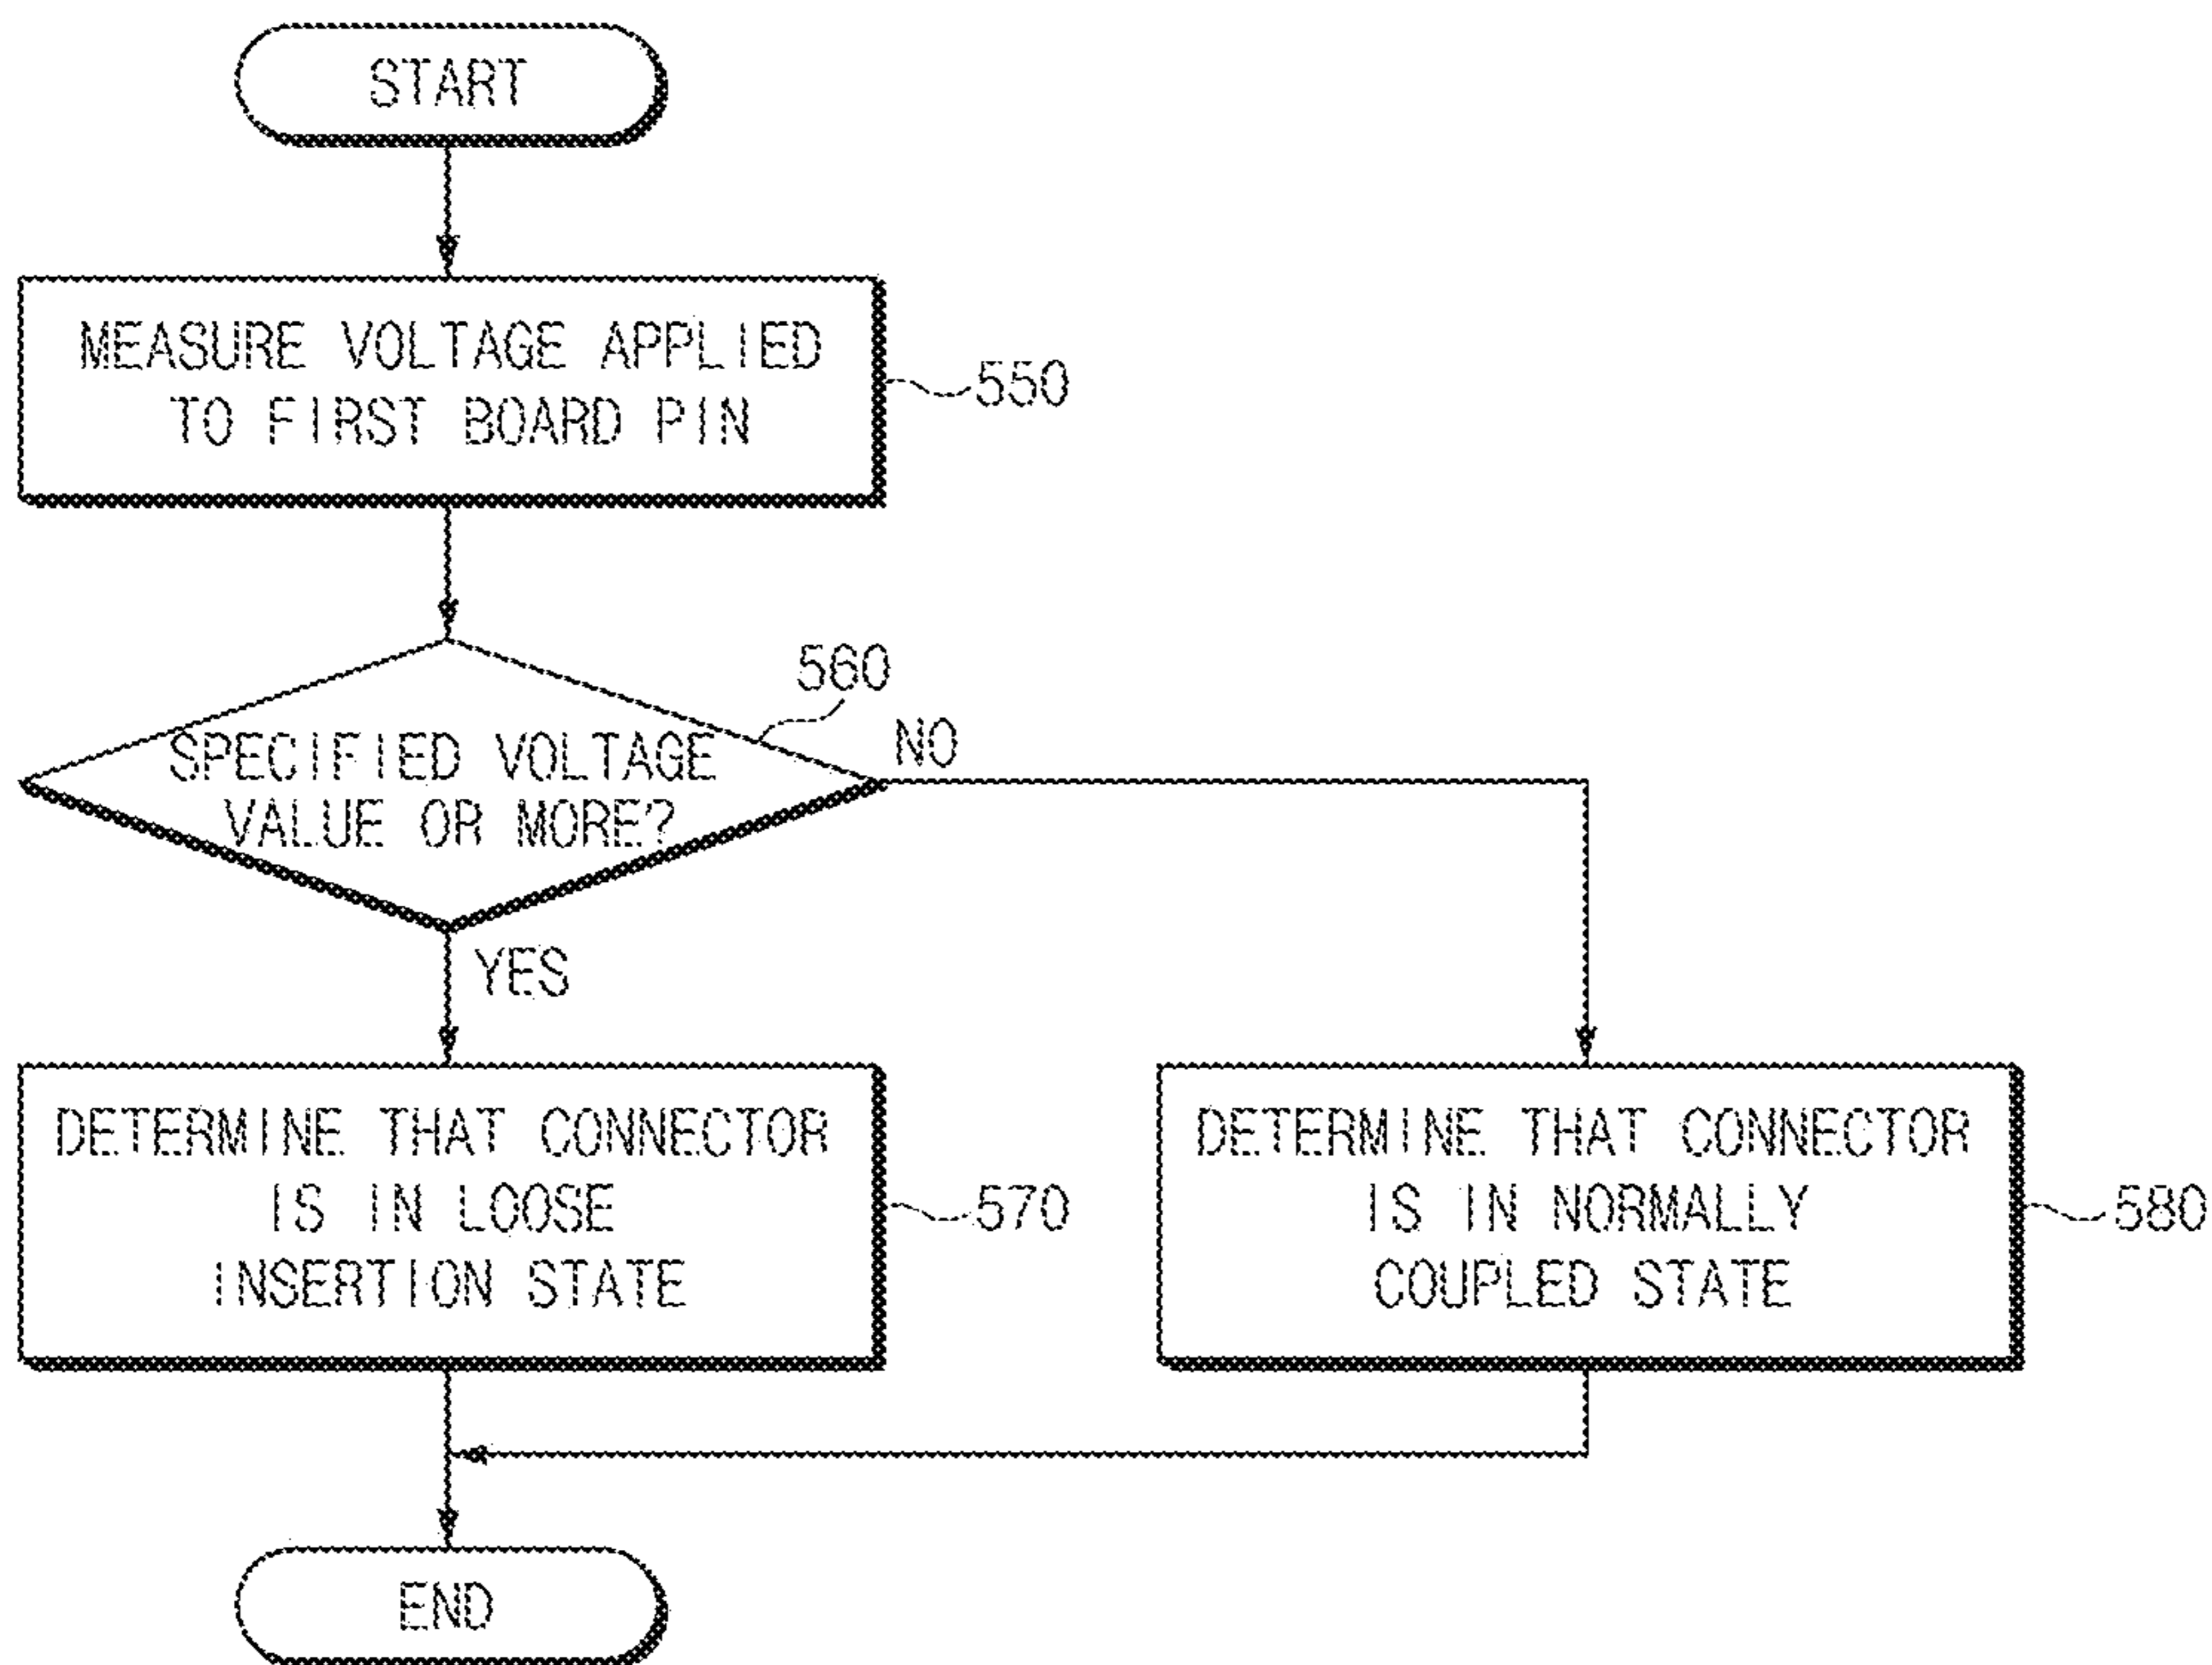 START
MEASURE VOLTAGE APPLIED
TO FIRST BOARD PIN
550
560
SPECIFIED VOLTAGE
VALUE OR MORE?
NO
YES
DETERMINE THAT CONNECTOR
IS IN LOOSE
INSERTION STATE
570
DETERMINE THAT CONNECTOR
IS IN NORMALLY
COUPLED STATE
580
END